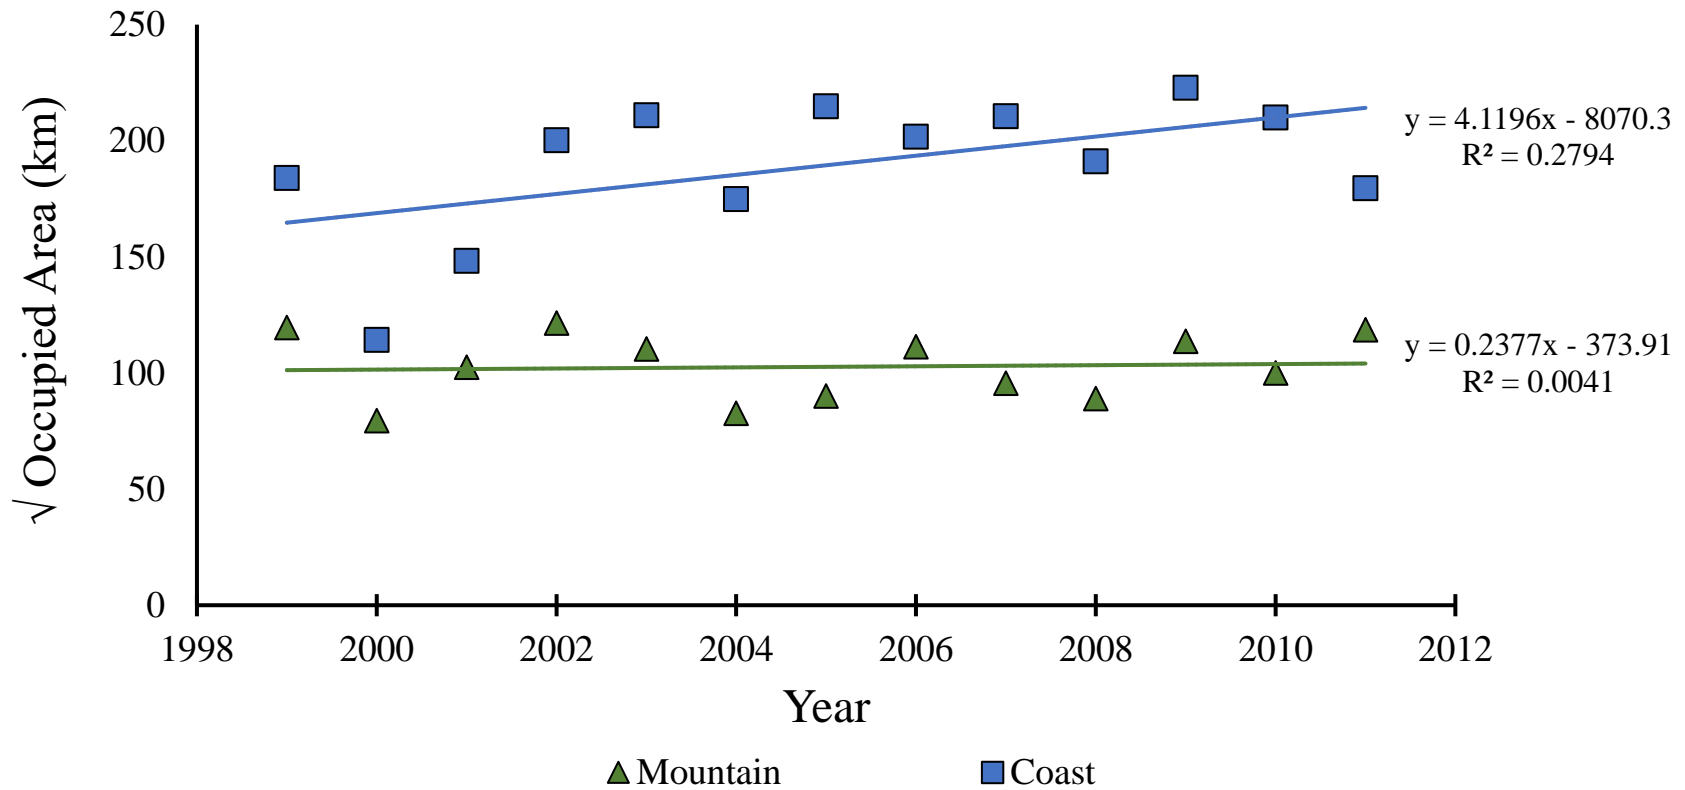 250
200
150
100
50
0
√ Occupied Area (km)
y = 4.1196x - 8070.3
R² = 0.2794
y = 0.2377x - 373.91
R² = 0.0041
1998 2000 2002 2004 2006 2008 2010 2012
Year
Mountain Coast